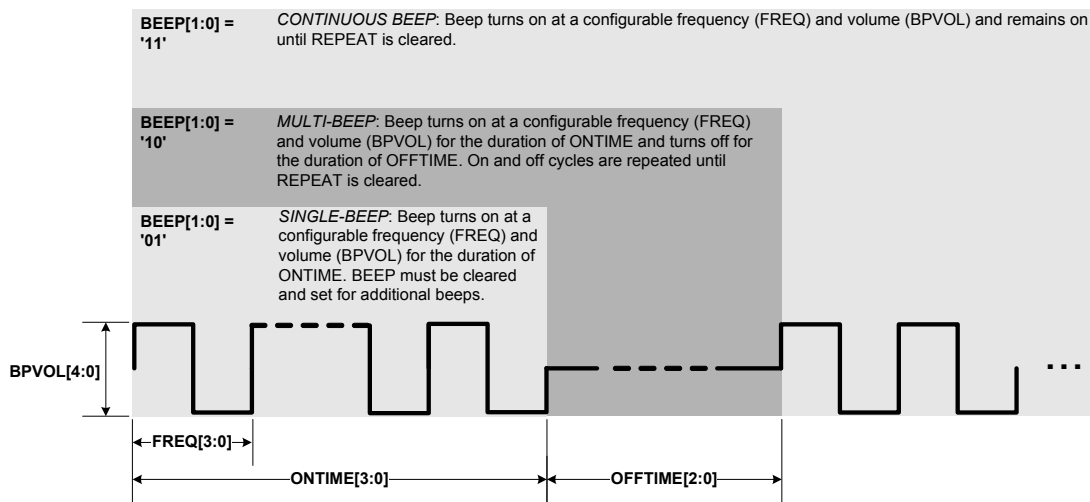 BEEP[1:0] =
'11'
CONTINUOUS BEEP: Beep turns on at a configurable frequency (FREQ) and volume (BPVOL) and remains on
until REPEAT is cleared.
BEEP[1:0] =
'10'
MULTI-BEEP: Beep turns on at a configurable frequency (FREQ)
and volume (BPVOL) for the duration of ONTIME and turns off for
the duration of OFFTIME. On and off cycles are repeated until
REPEAT is cleared.
BEEP[1:0] =
'01'
SINGLE-BEEP: Beep turns on at a
configurable frequency (FREQ) and
volume (BPVOL) for the duration of
ONTIME. BEEP must be cleared
and set for additional beeps.
BPVOL[4:0]
...
FREQ[3:0]
ONTIME[3:0]
OFFTIME[2:0]